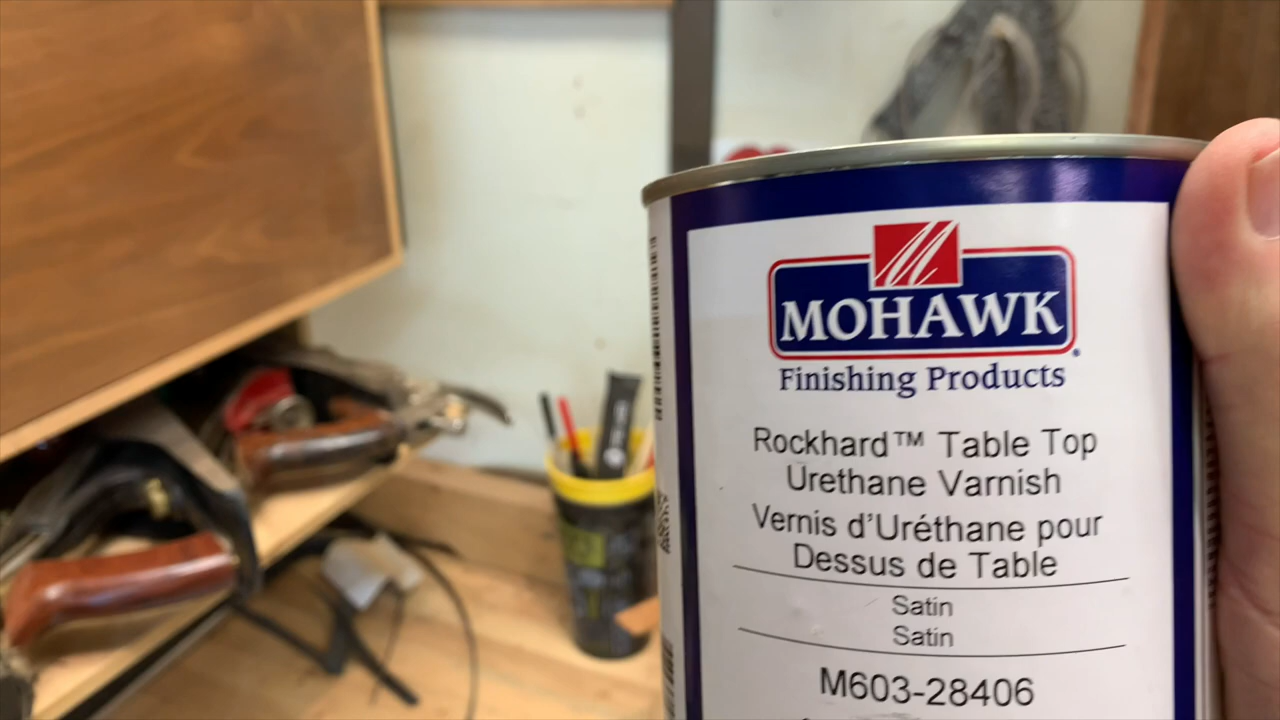 MOHAWK
Finishing Products
Rockhard™ Table Top
Urethane Varnish
Vernis d'Uréthane pour
Dessus de Table
Satin
Satin
M603-28406